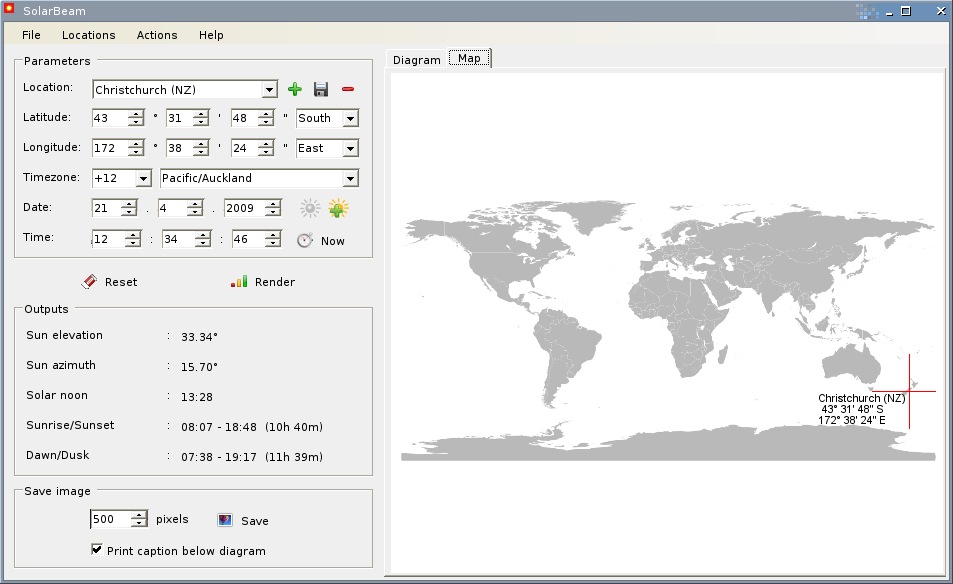 SolarBeam
File Locations Actions Help
Parameters
Location: Christchurch (NZ)
Latitude: 43 ° 31 ' 48 " South
Longitude: 172 ° 38 ' 24 " East
Timezone: +12 Pacific/Auckland
Date: 21 . 4 . 2009
Time: 12 : 34 : 46 Now
Reset Render
Outputs
Sun elevation : 33.34°
Sun azimuth : 15.70°
Solar noon : 13:28
Sunrise/Sunset : 08:07 - 18:48 (10h 40m)
Dawn/Dusk : 07:38 - 19:17 (11h 39m)
Save image
500 pixels Save
Print caption below diagram
Diagram Map
Christchurch (NZ)
43° 31' 48" S
172° 38' 24" E